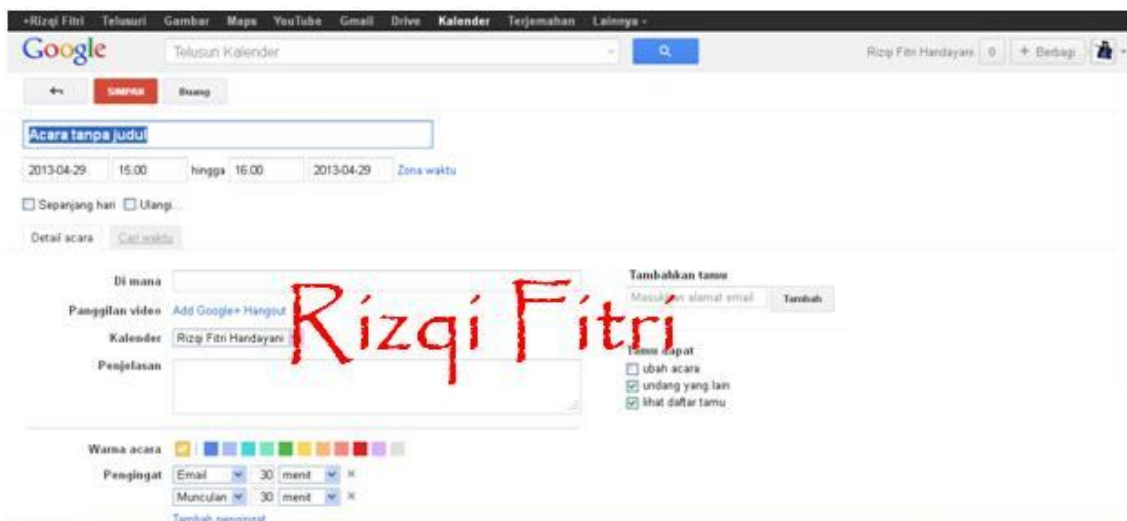 +Rizqi Fitri Telusuri Gambar Maps YouTube Gmail Drive Kalender Terjemahan Lainnya
Google Telusuri Kalender Rizqi Fitri Handayani 0 + Berbagi
SIMPAN Buang
Acara tanpa judul
2013-04-29 15.00 hingga 16.00 2013-04-29 Zona waktu
Sepanjang hari Ulangi...
Detail acara Cari waktu
Di mana
Panggilan video Add Google+ Hangout
Kalender Rizqi Fitri Handayani
Penjelasan
Rizqi Fitri
Tambahkan tamu
Masukkan alamat email Tambah
Tamu dapat
ubah acara
undang yang lain
lihat daftar tamu
Warna acara
Pengingat Email 30 menit ×
Munculan 30 menit ×
Tambah pengingat